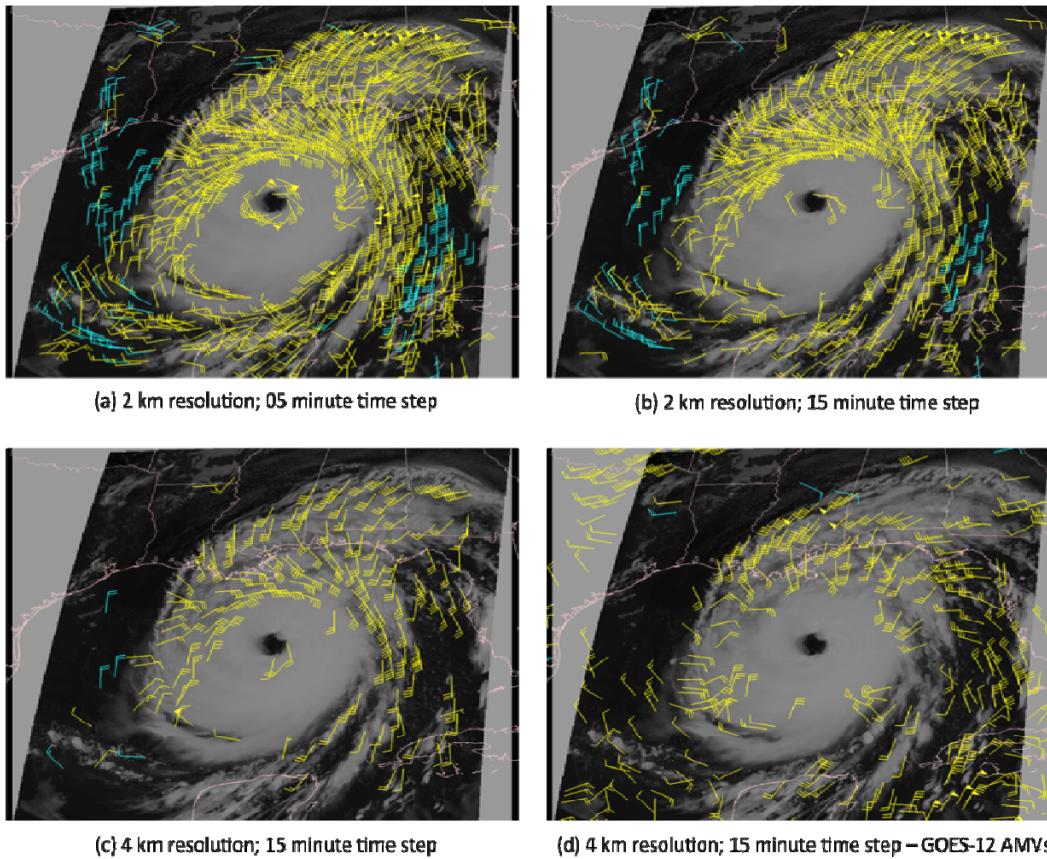 (a) 2 km resolution; 05 minute time step
(b) 2 km resolution; 15 minute time step
(c) 4 km resolution; 15 minute time step
(d) 4 km resolution; 15 minute time step – GOES-12 AMVs